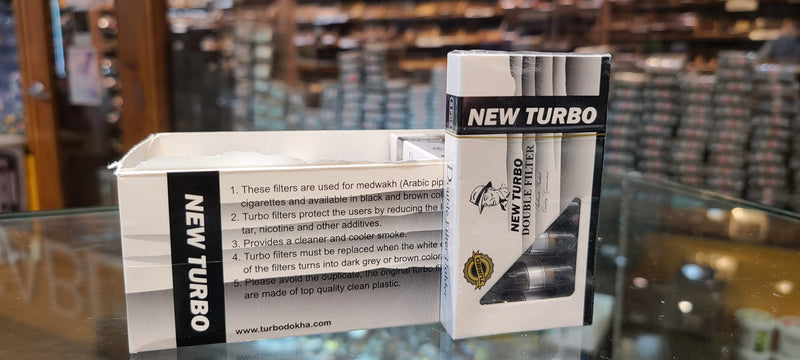 NEW TURBO
1. These filters are used for medwakh (Arabic pip
cigarettes and available in black and brown col
2. Turbo filters protect the users by reducing the
tar, nicotine and other additives.
3. Provides a cleaner and cooler smoke.
4. Turbo filters must be replaced when the white
of the filters turns into dark grey or brown color
5. Please avoid the duplicate, the original turbo fi
are made of top quality clean plastic.
www.turbodokha.com
NEW TURBO
NEW TURBO
DOUBLE FILTER